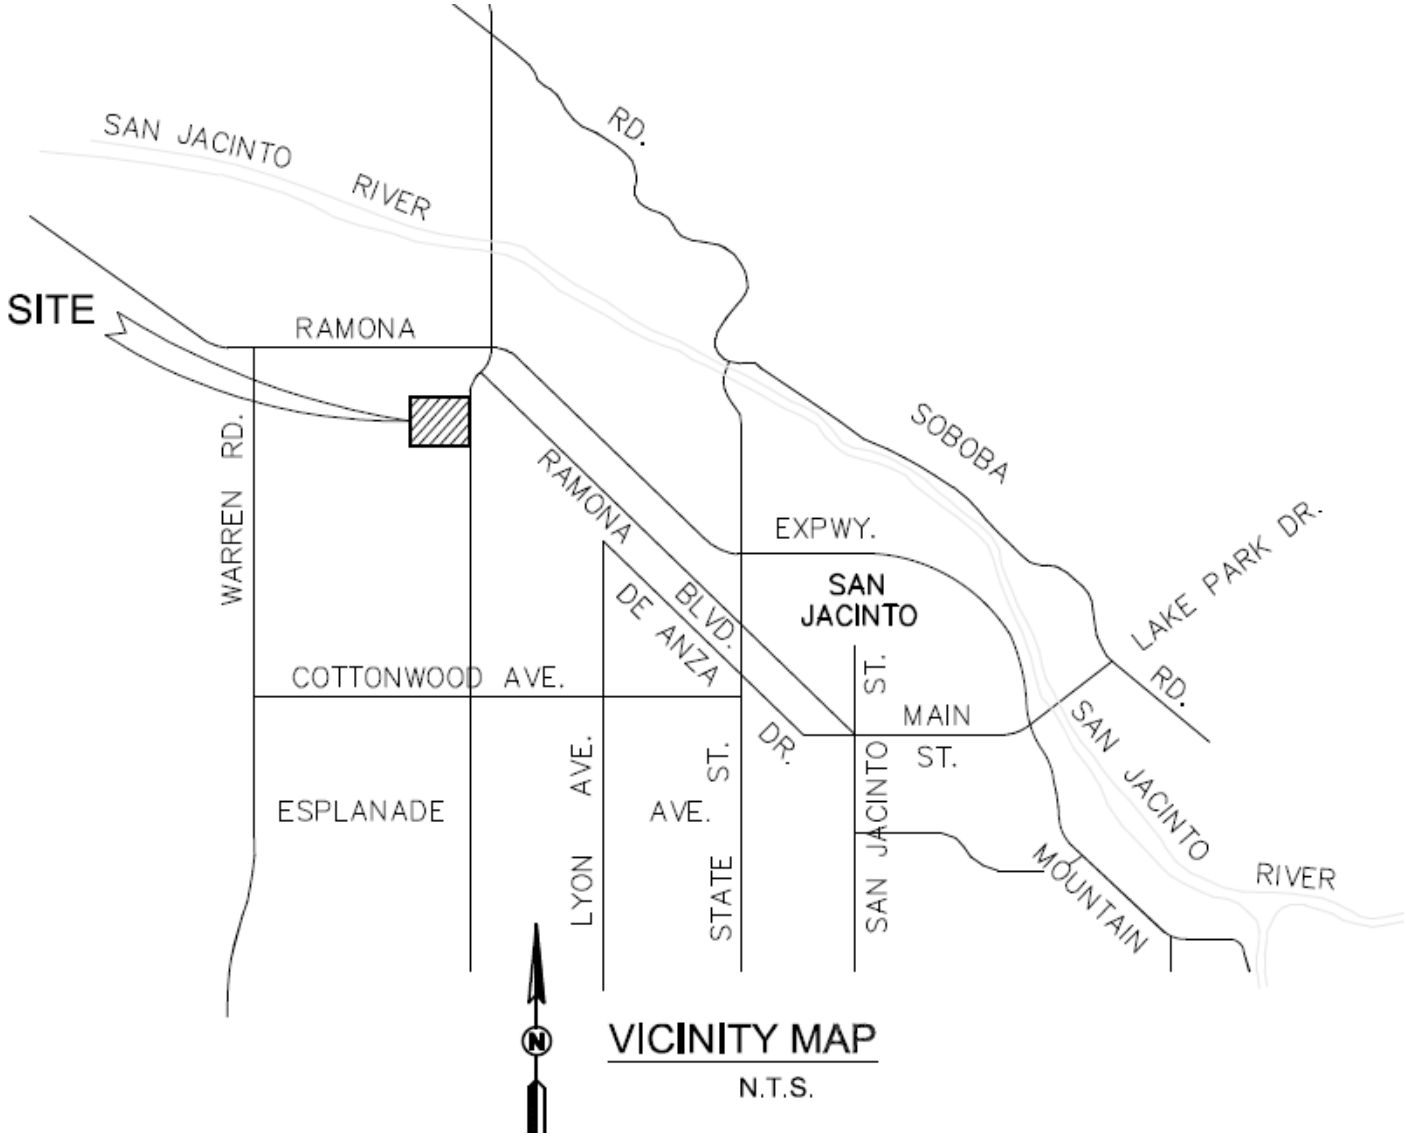 RD.
SAN JACINTO
RIVER
SITE
RAMONA
WARREN RD.
SOBOBA
RAMONA BLVD.
EXPWY.
LAKE PARK DR.
SAN
JACINTO
DE ANZA DR.
COTTONWOOD AVE.
ST.
RD.
MAIN
ST.
SAN JACINTO
RIVER
ESPLANADE AVE.
LYON AVE.
STATE ST.
SAN JACINTO
MOUNTAIN
N
VICINITY MAP
N.T.S.